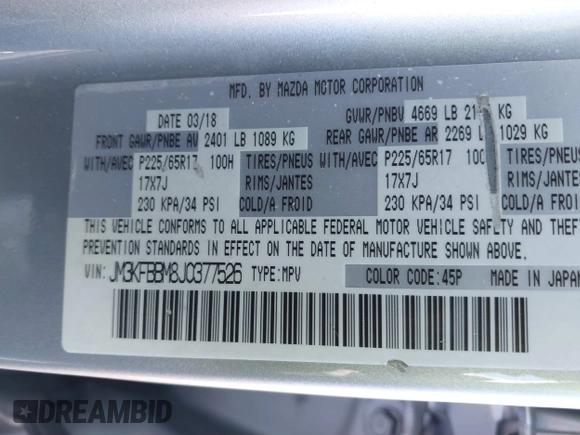 MFD. BY MAZDA MOTOR CORPORATION
DATE 03/18 GVWR/PNBV 4669 LB KG
FRONT GAWR/PNBE AV 2401 LB 1089 KG REAR GAWR/PNBE AR 2269 1029 KG
WITH/AVEC P225/65R17 100H TIRES/PNEUS WITH/AVEC P225/65R17 TIRES/PNEUS
17X7J RIMS/JANTES 17X7J RIMS/JANTES
230 KPA/34 PSI COLD/A FROID 230 KPA/34 PSI COLD/A FROID
THIS VEHICLE CONFORMS TO ALL APPLICABLE FEDERAL MOTOR VEHICLE SAFETY AND THEFT
PREVENTION STANDARDS IN EFFECT ON THE DATE OF MANUFACTURE SHOWN ABOVE.
VIN: JM3KFBBM8J0377526 TYPE:MPV COLOR CODE:45P MADE IN JAPAN
DREAMBID